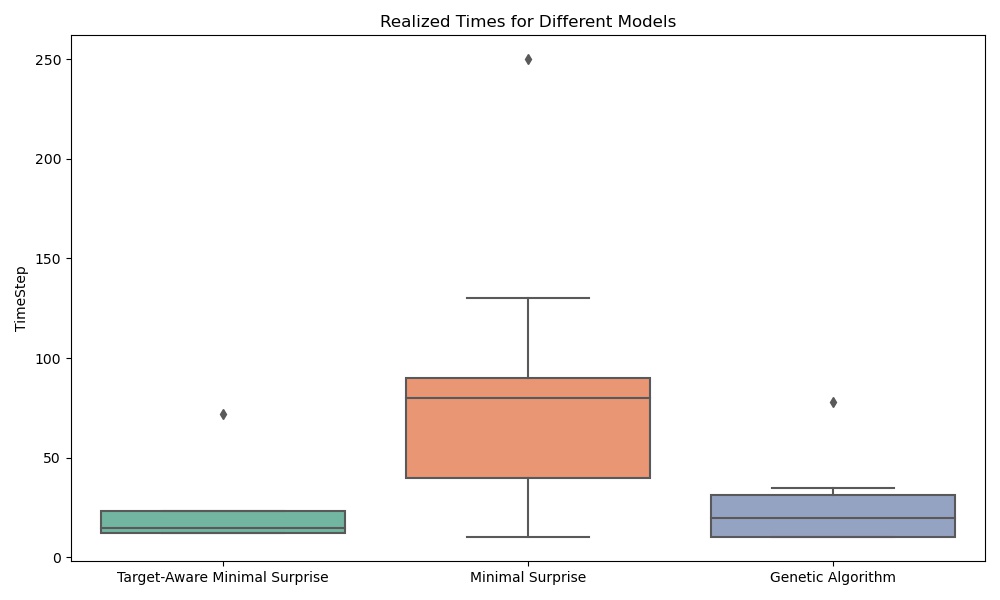 Realized Times for Different Models
250
200
150
100
50
0
TimeStep
Target-Aware Minimal Surprise
Minimal Surprise
Genetic Algorithm